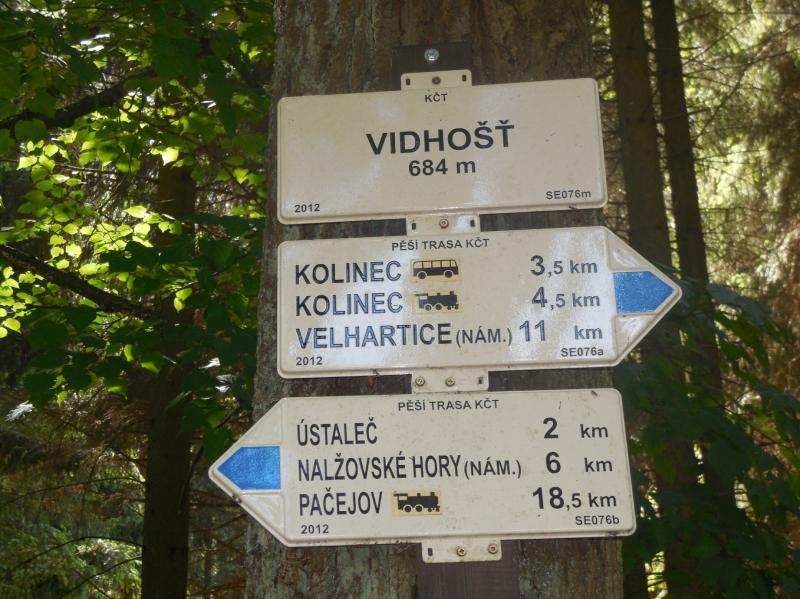 KČT
VIDHOŠŤ
684 m
2012 SE076m
PĚŠÍ TRASA KČT
KOLINEC 3,5 km
KOLINEC 4,5 km
VELHARTICE (NÁM.) 11 km
2012 SE076a
PĚŠÍ TRASA KČT
ÚSTALEČ 2 km
NALŽOVSKÉ HORY (NÁM.) 6 km
PAČEJOV 18,5 km
2012 SE076b